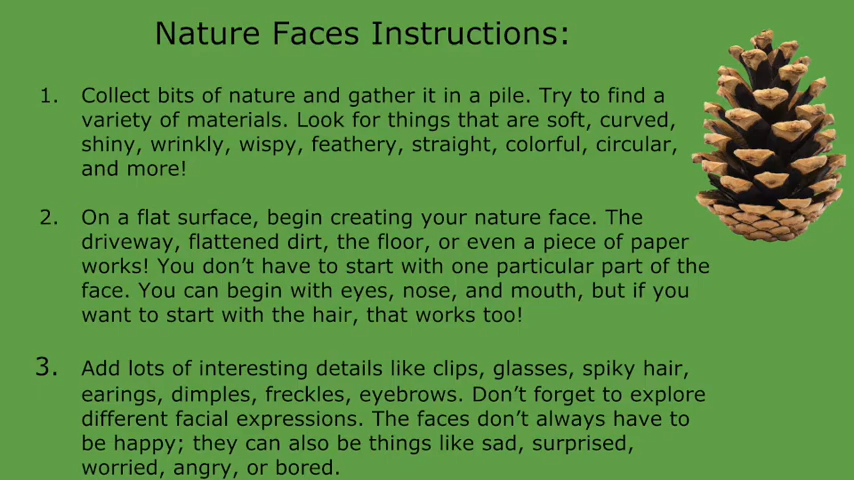 Nature Faces Instructions:
1. Collect bits of nature and gather it in a pile. Try to find a
variety of materials. Look for things that are soft, curved,
shiny, wrinkly, wispy, feathery, straight, colorful, circular,
and more!
2. On a flat surface, begin creating your nature face. The
driveway, flattened dirt, the floor, or even a piece of paper
works! You don’t have to start with one particular part of the
face. You can begin with eyes, nose, and mouth, but if you
want to start with the hair, that works too!
3. Add lots of interesting details like clips, glasses, spiky hair,
earings, dimples, freckles, eyebrows. Don’t forget to explore
different facial expressions. The faces don’t always have to
be happy; they can also be things like sad, surprised,
worried, angry, or bored.